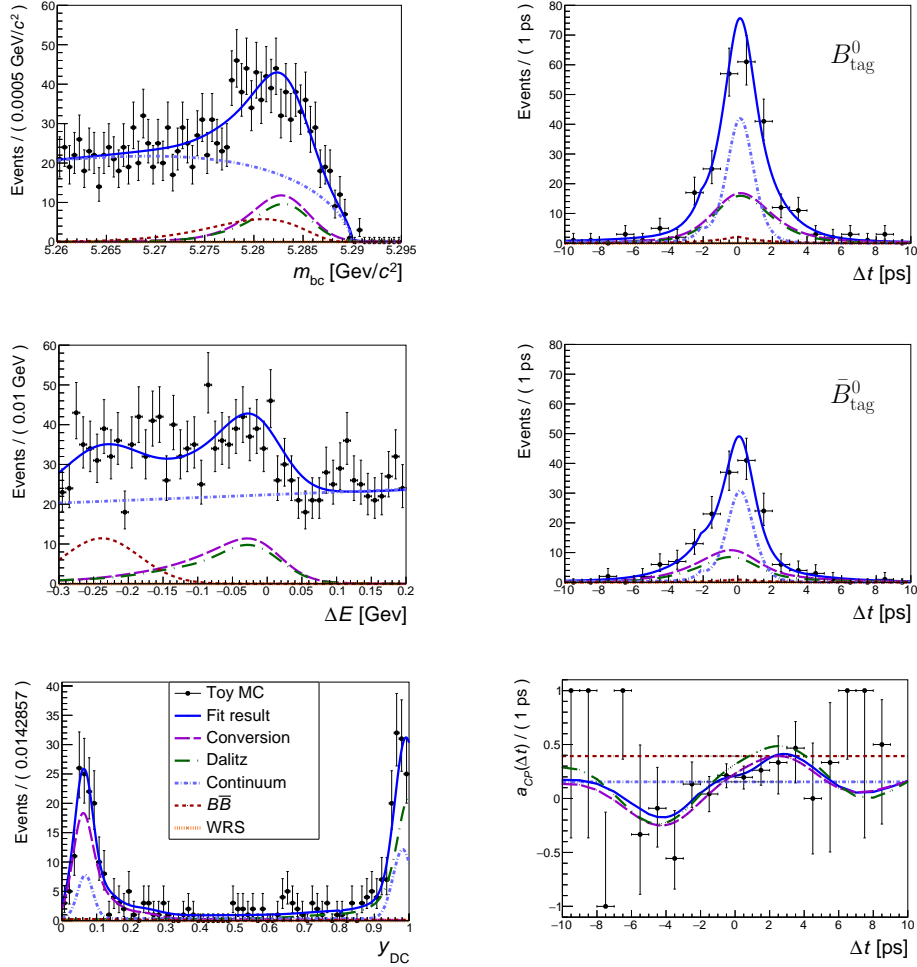 Events / ( 0.0005 GeV/c² )
60
50
40
30
20
10
0
5.26 5.265 5.27 5.275 5.28 5.285 5.29 5.295
m_bc [Gev/c²]
Events / ( 1 ps )
80
70
60
50
40
30
20
10
0
B⁰_tag
−10 −8 −6 −4 −2 0 2 4 6 8 10
Δt [ps]
Events / ( 0.01 GeV )
60
50
40
30
20
10
0
−0.3 −0.25 −0.2 −0.15 −0.1 −0.05 0 0.05 0.1 0.15 0.2
ΔE [Gev]
Events / ( 1 ps )
80
70
60
50
40
30
20
10
0
B̄⁰_tag
−10 −8 −6 −4 −2 0 2 4 6 8 10
Δt [ps]
Events / ( 0.0142857 )
40
35
30
25
20
15
10
5
0
Toy MC
Fit result
Conversion
Dalitz
Continuum
BB̄
WRS
0 0.1 0.2 0.3 0.4 0.5 0.6 0.7 0.8 0.9 1
y_DC
a_CP(Δt) / ( 1 ps )
1
0.5
0
−0.5
−1
−10 −8 −6 −4 −2 0 2 4 6 8 10
Δt [ps]